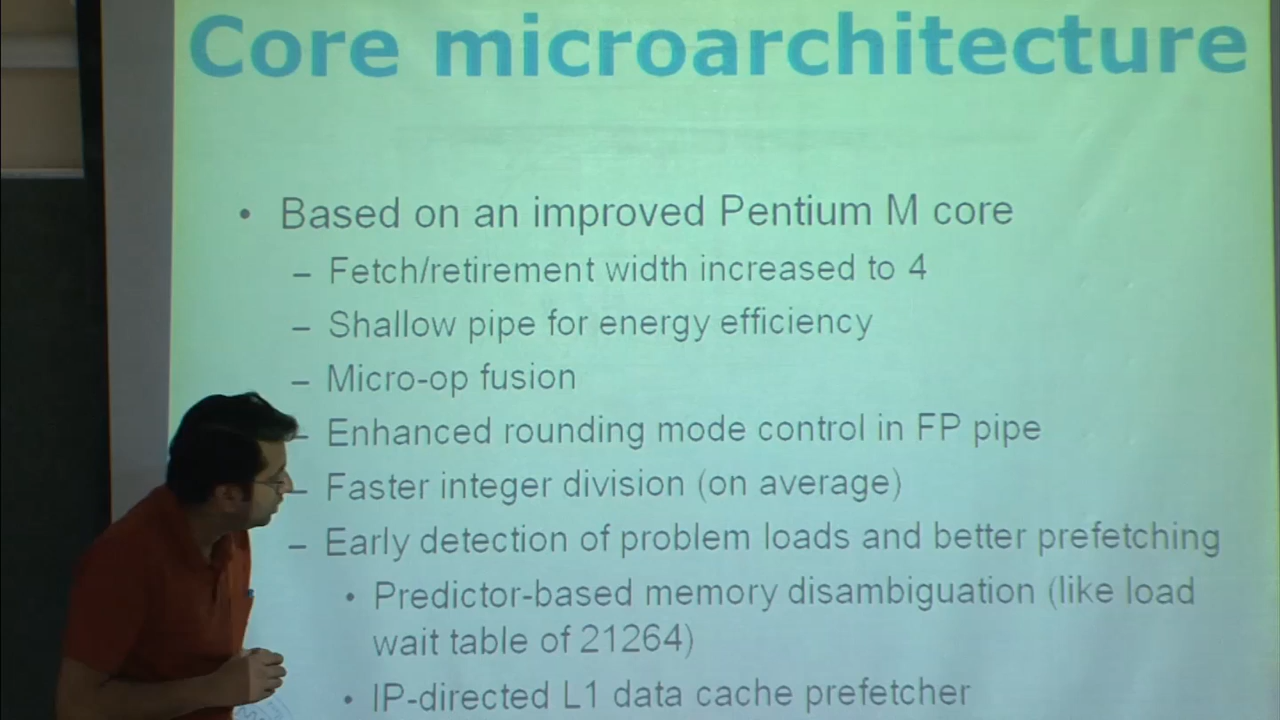 Core microarchitecture
• Based on an improved Pentium M core
– Fetch/retirement width increased to 4
– Shallow pipe for energy efficiency
– Micro-op fusion
– Enhanced rounding mode control in FP pipe
– Faster integer division (on average)
– Early detection of problem loads and better prefetching
• Predictor-based memory disambiguation (like load
wait table of 21264)
• IP-directed L1 data cache prefetcher